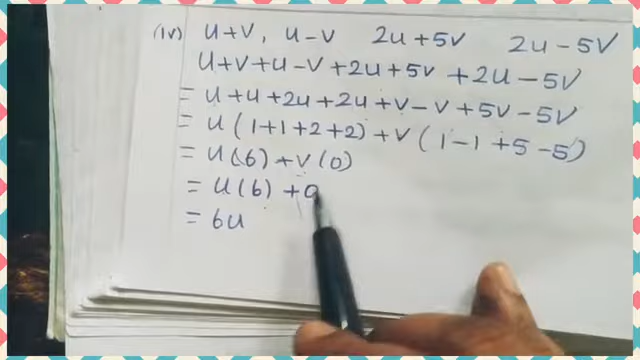 (iv) u+v, u-v 2u+5v 2u-5v
u+v+u-v+2u+5v+2u-5v
= u+u+2u+2u+v-v+5v-5v
= u(1+1+2+2)+v(1-1+5-5)
= u(6)+v(0)
= u(6)+0
= 6u